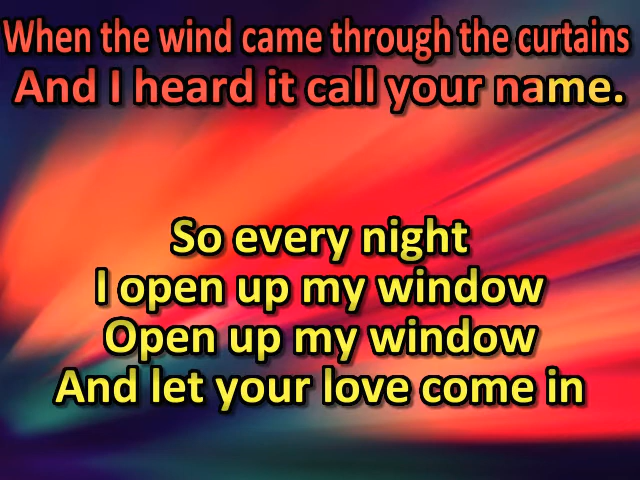 When the wind came through the curtains
And I heard it call your name.
So every night
I open up my window
Open up my window
And let your love come in